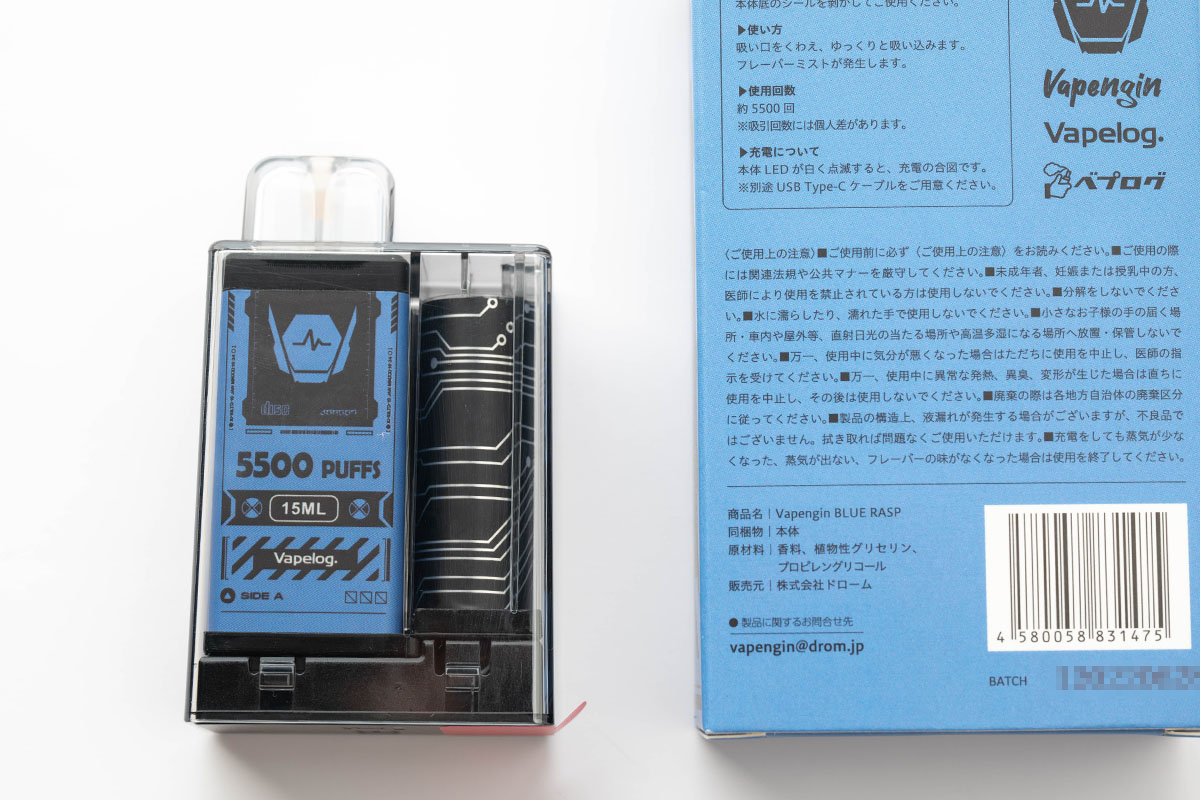 5500 PUFFS
15ML
Vapelog.
SIDE A
本体底のシールを剥がしてご使用ください。
▶使い方
吸い口をくわえ、ゆっくりと吸い込みます。
フレーバーミストが発生します。
▶使用回数
約 5500 回
※吸引回数には個人差があります。
▶充電について
本体 LED が白く点滅すると、充電の合図です。
※別途 USB Type-C ケーブルをご用意ください。
Vapengin
Vapelog.
ベプログ
〈ご使用上の注意〉■ご使用前に必ず（ご使用上の注意）をお読みください。■ご使用の際
には関連法規や公共マナーを厳守してください。■未成年者、妊娠または授乳中の方、
医師により使用を禁止されている方は使用しないでください。■分解をしないでくださ
い。■水に濡らしたり、濡れた手で使用しないでください。■小さなお子様の手の届く場
所・車内や屋外等、直射日光の当たる場所や高温多湿になる場所へ放置・保管しないで
ください。■万一、使用中に気分が悪くなった場合はただちに使用を中止し、医師の指
示を受けてください。■万一、使用中に異常な発熱、異臭、変形が生じた場合は直ちに
使用を中止し、その後は使用しないでください。■廃棄の際は各地方自治体の廃棄区分
に従ってください。■製品の構造上、液漏れが発生する場合がございますが、不良品で
はございません。拭き取れば問題なくご使用いただけます。■充電をしても蒸気が少な
くなった、蒸気が出ない、フレーバーの味がなくなった場合は使用を終了してください。
商品名｜Vapengin BLUE RASP
同梱物｜本体
原材料｜香料、植物性グリセリン、
プロピレングリコール
販売元｜株式会社ドローム
●製品に関するお問合せ先
vapengin@drom.jp
4 580058 831475
BATCH